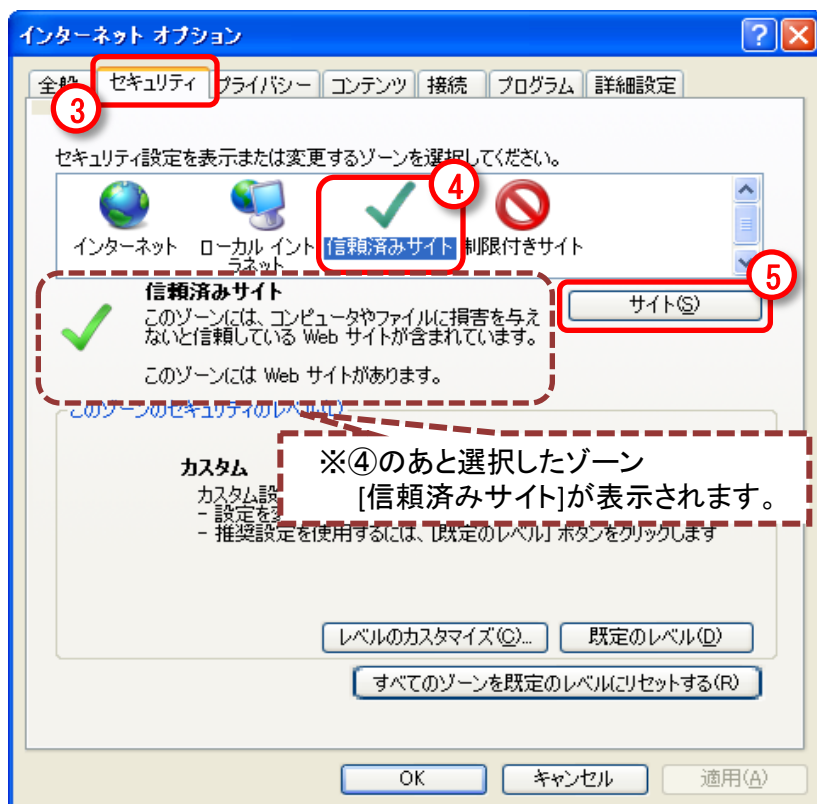 インターネット オプション
全般 セキュリティ プライバシー コンテンツ 接続 プログラム 詳細設定
③
セキュリティ設定を表示または変更するゾーンを選択してください。
④
インターネット ローカル イント 信頼済みサイト 制限付きサイト
ラネット
⑤
信頼済みサイト
サイト(S)
このゾーンには、コンピュータやファイルに損害を与え
ないと信頼している Web サイトが含まれています。
このゾーンには Web サイトがあります。
このゾーンのセキュリティのレベル(L)
※④のあと選択したゾーン
[信頼済みサイト]が表示されます。
カスタム
カスタム設
- 設定を変
- 推奨設定を使用するには、[既定のレベル] ボタンをクリックします
レベルのカスタマイズ(C)... 既定のレベル(D)
すべてのゾーンを既定のレベルにリセットする(R)
OK キャンセル 適用(A)